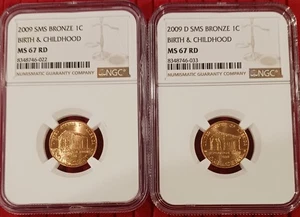 2009 SMS BRONZE 1C
BIRTH & CHILDHOOD
MS 67 RD
8348746-022
NUMISMATIC GUARANTY COMPANY
NGC
2009 D SMS BRONZE 1C
BIRTH & CHILDHOOD
MS 67 RD
8348746-033
NUMISMATIC GUARANTY COMPANY
NGC